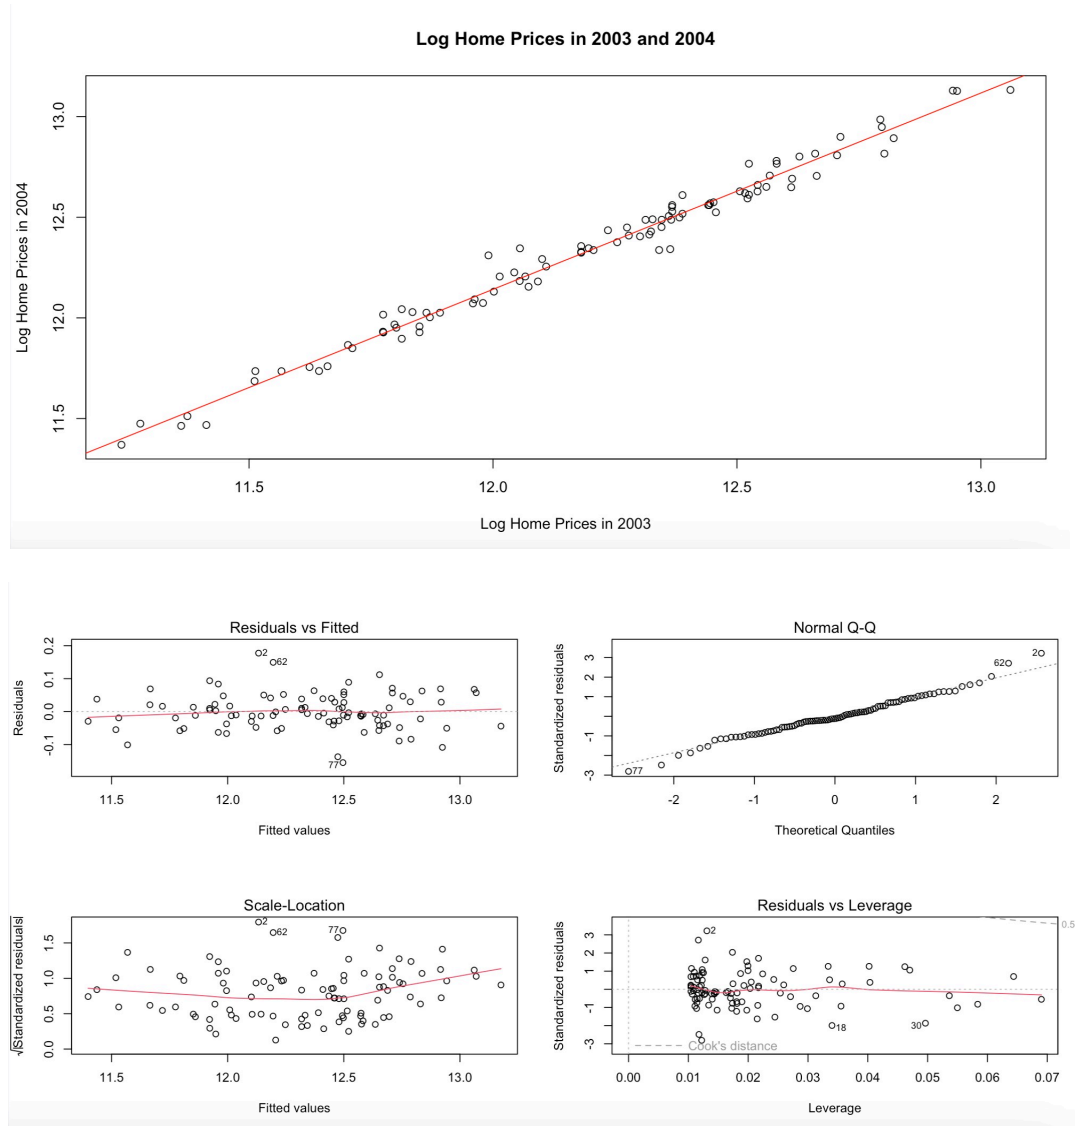 Log Home Prices in 2003 and 2004
Log Home Prices in 2004
13.0
12.5
12.0
11.5
11.5 12.0 12.5 13.0
Log Home Prices in 2003
Residuals vs Fitted
Residuals
0.2
0.1
0.0
-0.1
2
62
77
11.5 12.0 12.5 13.0
Fitted values
Normal Q-Q
Standardized residuals
3
2
1
-1
-3
2
62
77
-2 -1 0 1 2
Theoretical Quantiles
Scale-Location
√|Standardized residuals|
1.5
1.0
0.5
0.0
2
62
77
11.5 12.0 12.5 13.0
Fitted values
Residuals vs Leverage
Standardized residuals
3
2
1
-1
-3
2
18
30
Cook's distance
0.5
0.00 0.01 0.02 0.03 0.04 0.05 0.06 0.07
Leverage